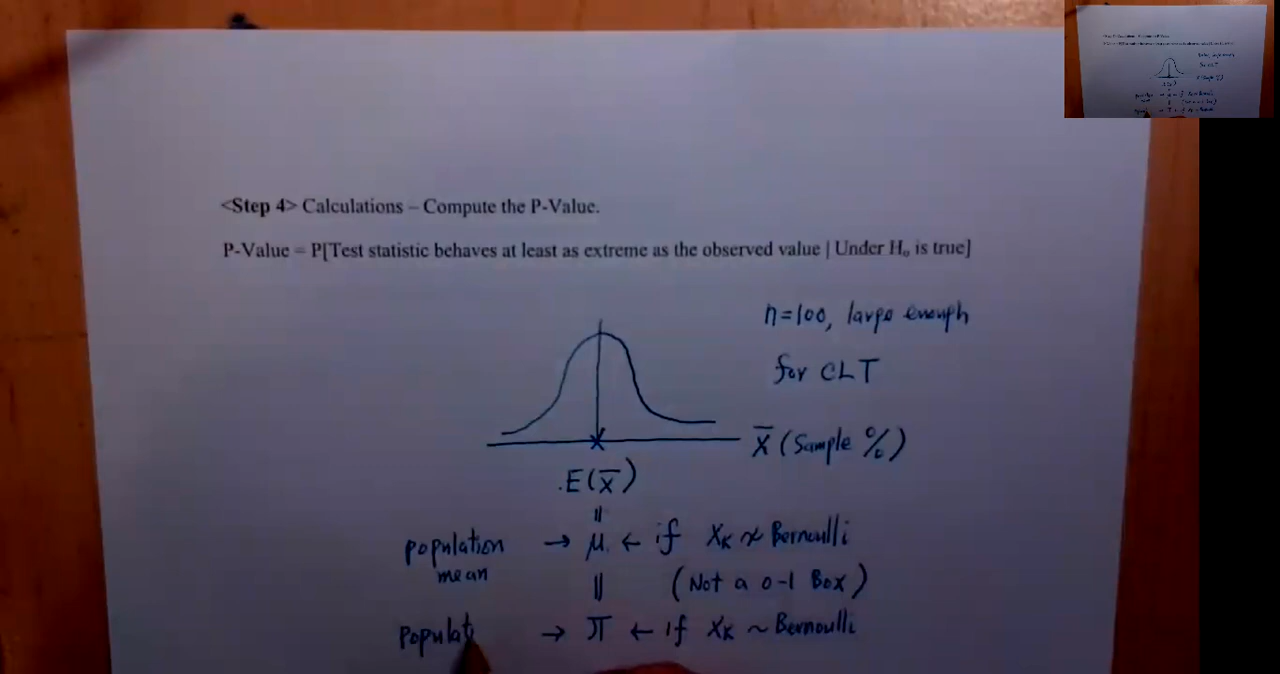 <Step 4> Calculations – Compute the P-Value.
P-Value = P[Test statistic behaves at least as extreme as the observed value | Under H₀ is true]
n=100, large enough
for CLT
X̄ (Sample %)
E(X̄)
||
population → μ ← if Xₖ ≁ Bernoulli
mean || (Not a 0-1 Box)
populat → π ← if Xₖ ~ Bernoulli